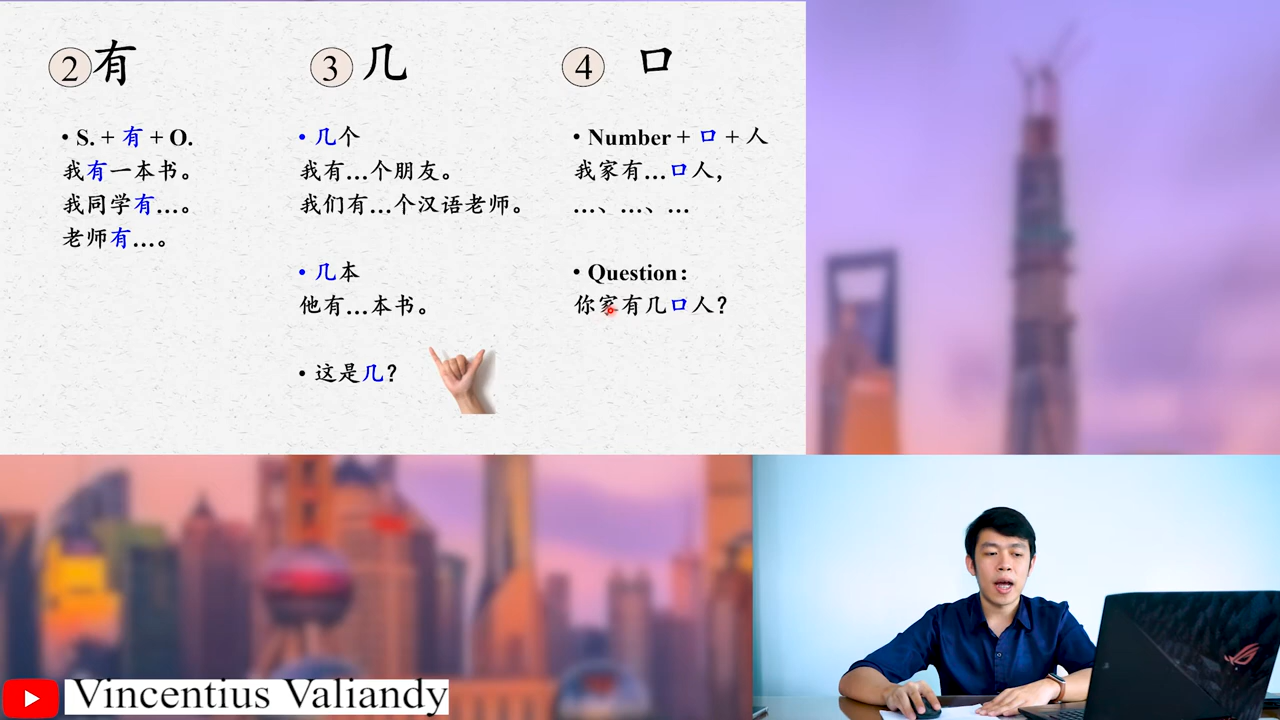 ② 有
• S. + 有 + O.
我有一本书。
我同学有…。
老师有…。
③ 几
• 几个
我有…个朋友。
我们有…个汉语老师。
• 几本
他有…本书。
• 这是几?
④ 口
• Number + 口 + 人
我家有…口人,
…、…、…
• Question:
你家有几口人?
Vincentius Valiandy